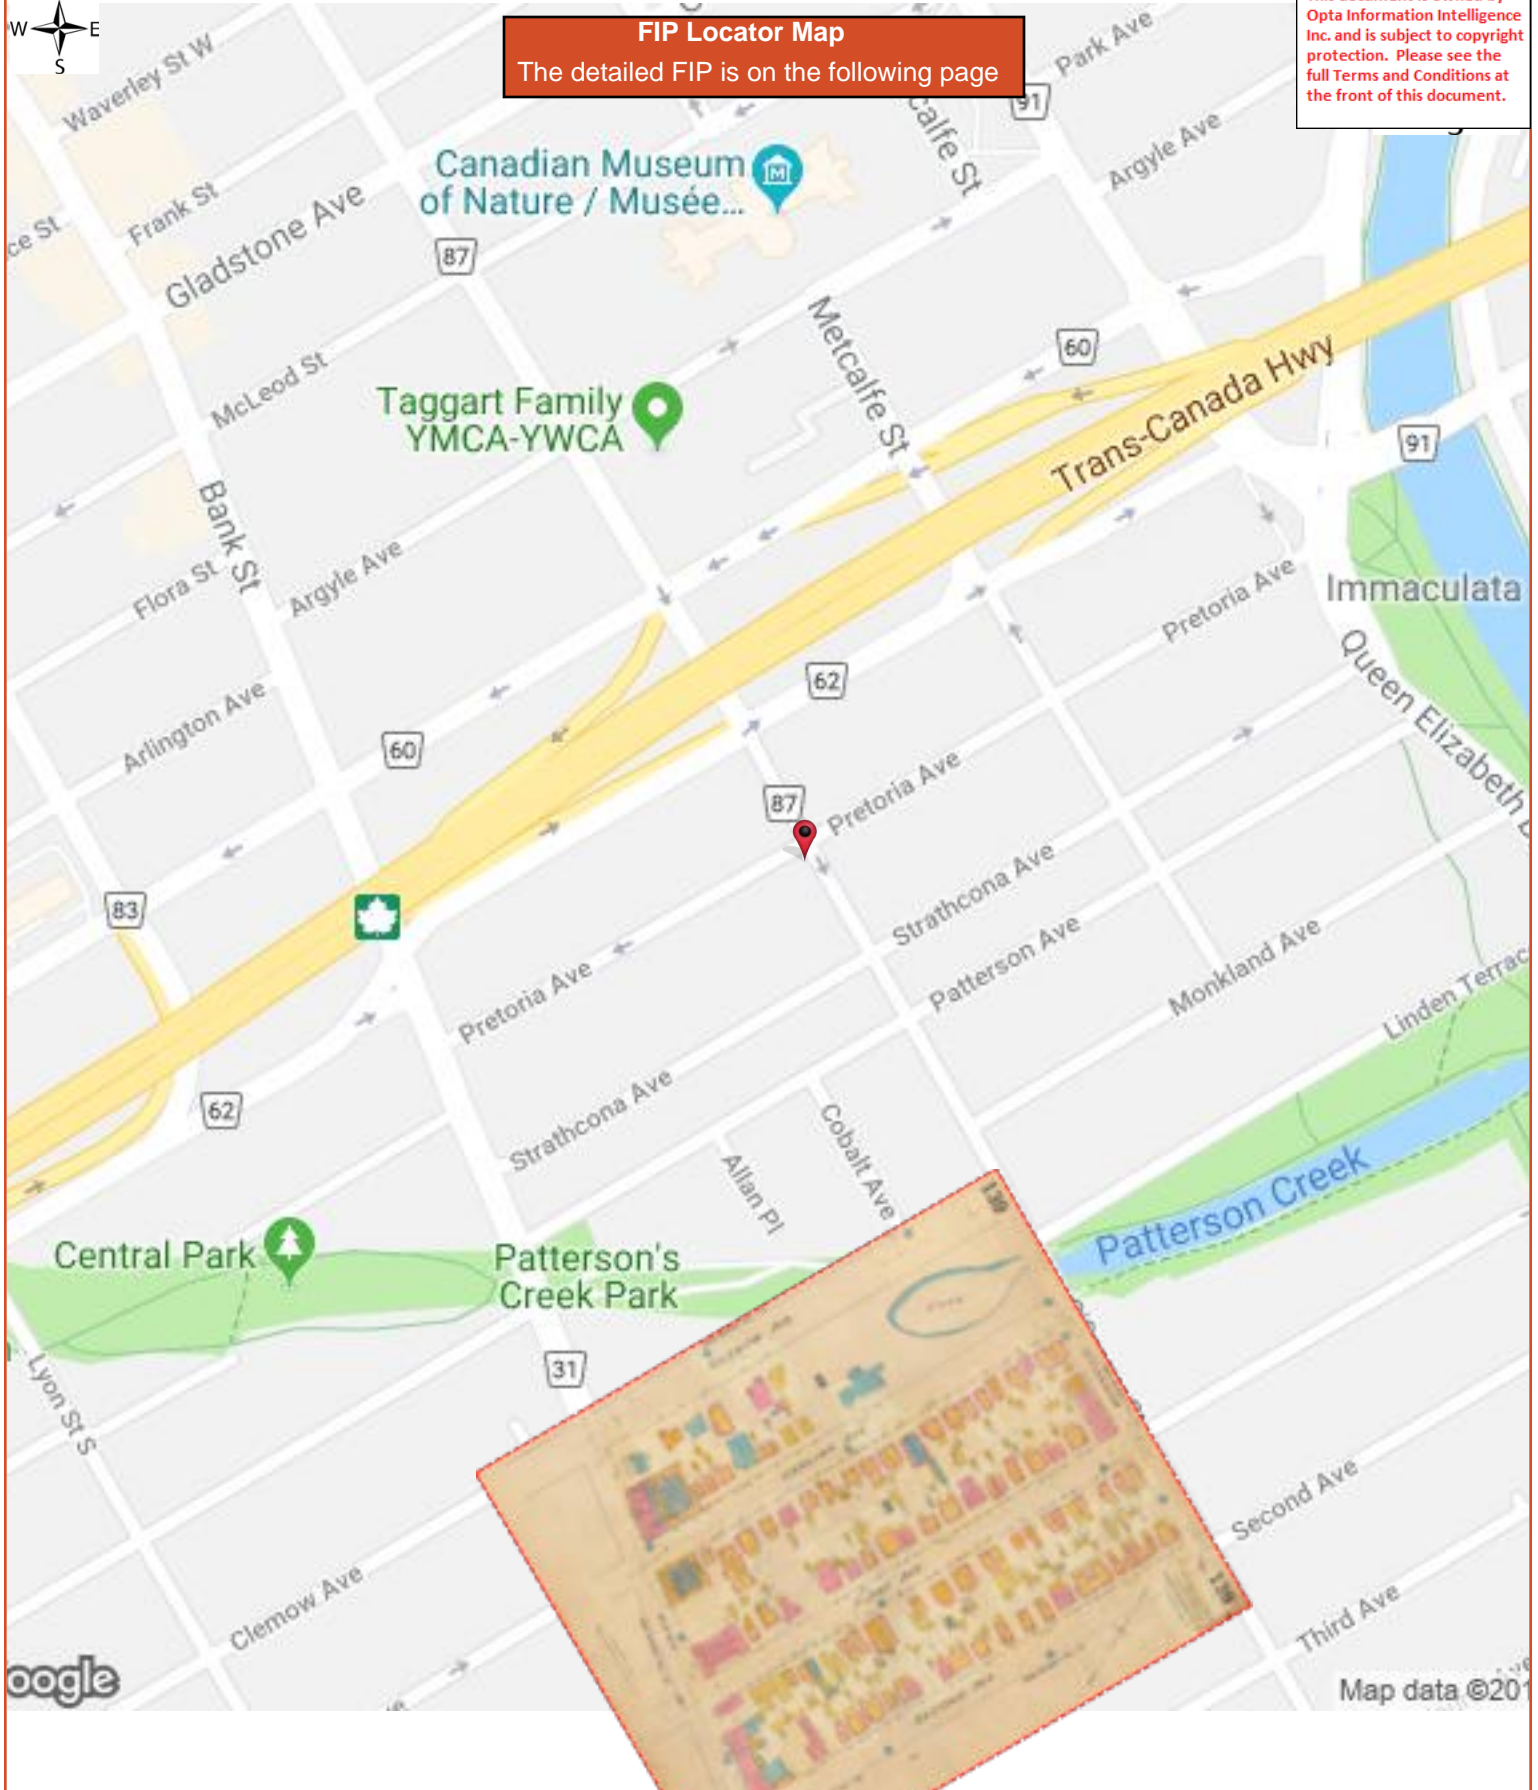 W E
S
FIP Locator Map
The detailed FIP is on the following page
Opta Information Intelligence
Inc. and is subject to copyright
protection. Please see the
full Terms and Conditions at
the front of this document.
Waverley St W
Park Ave
91
Argyle Ave
Canadian Museum
of Nature / Musée...
calfe St
Frank St
ce St
Gladstone Ave
87
Metcalfe St
60
McLeod St
Trans-Canada Hwy
Taggart Family
YMCA-YWCA
91
Bank St
Flora St
Argyle Ave
Pretoria Ave
Immaculata
Queen Elizabeth
62
Arlington Ave
60
87
Pretoria Ave
83
Strathcona Ave
Patterson Ave
Monkland Ave
Pretoria Ave
Linden Terrac
62
Strathcona Ave
Cobalt Ave
Allan Pl
139
Patterson Creek
Central Park
Patterson's
Creek Park
31
Lyon St S
Second Ave
Clemow Ave
Third Ave
oogle
Map data ©201